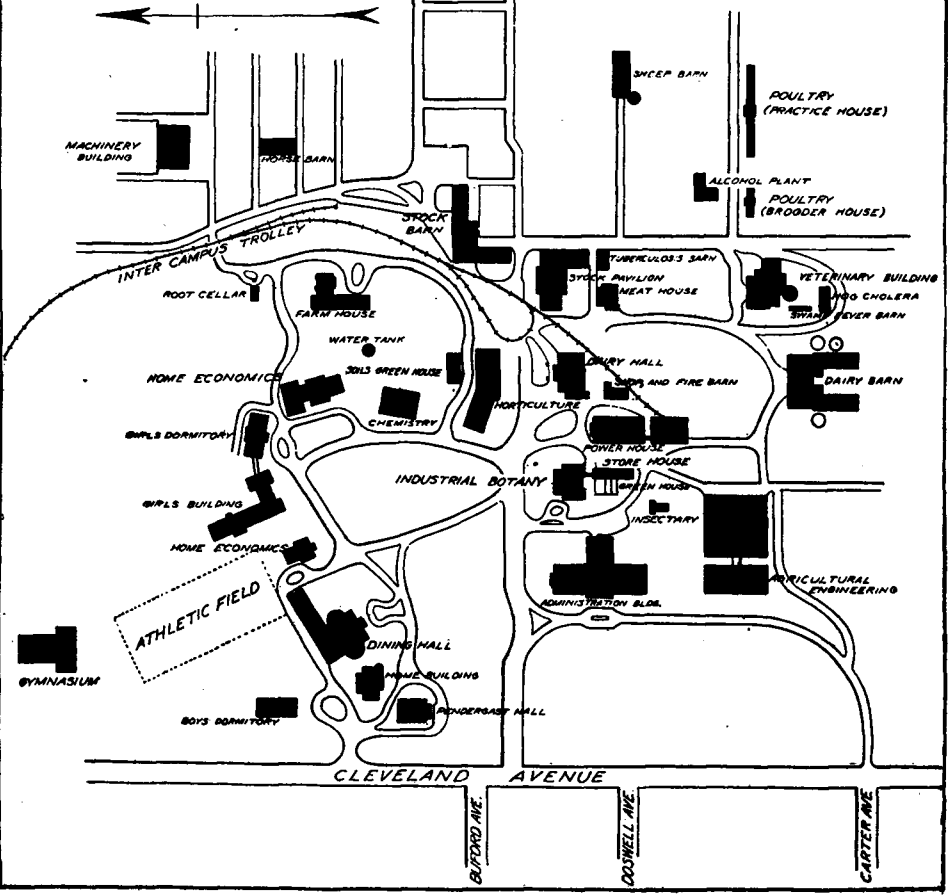 SHEEP BARN
POULTRY
(PRACTICE HOUSE)
MACHINERY
BUILDING
HORSE BARN
ALCOHOL PLANT
POULTRY
(BROODER HOUSE)
STOCK
BARN
INTER CAMPUS TROLLEY
TUBERCULOSIS BARN
STOCK PAVILION
MEAT HOUSE
VETERINARY BUILDING
HOG CHOLERA
SWAMP FEVER BARN
ROOT CELLAR
FARM HOUSE
WATER TANK
SOILS GREEN HOUSE
DAIRY HALL
HOME ECONOMICS
SHOP AND FIRE BARN
DAIRY BARN
HORTICULTURE
CHEMISTRY
GIRLS DORMITORY
POWER HOUSE
STORE HOUSE
INDUSTRIAL BOTANY
GREEN HOUSE
GIRLS BUILDING
INSECTARY
HOME ECONOMICS
ATHLETIC FIELD
AGRICULTURAL
ENGINEERING
ADMINISTRATION BLDG.
DINING HALL
GYMNASIUM
HOME BUILDING
BOYS DORMITORY
PENDERGAST HALL
CLEVELAND AVENUE
BUFORD AVE.
DOSWELL AVE.
CARTER AVE.